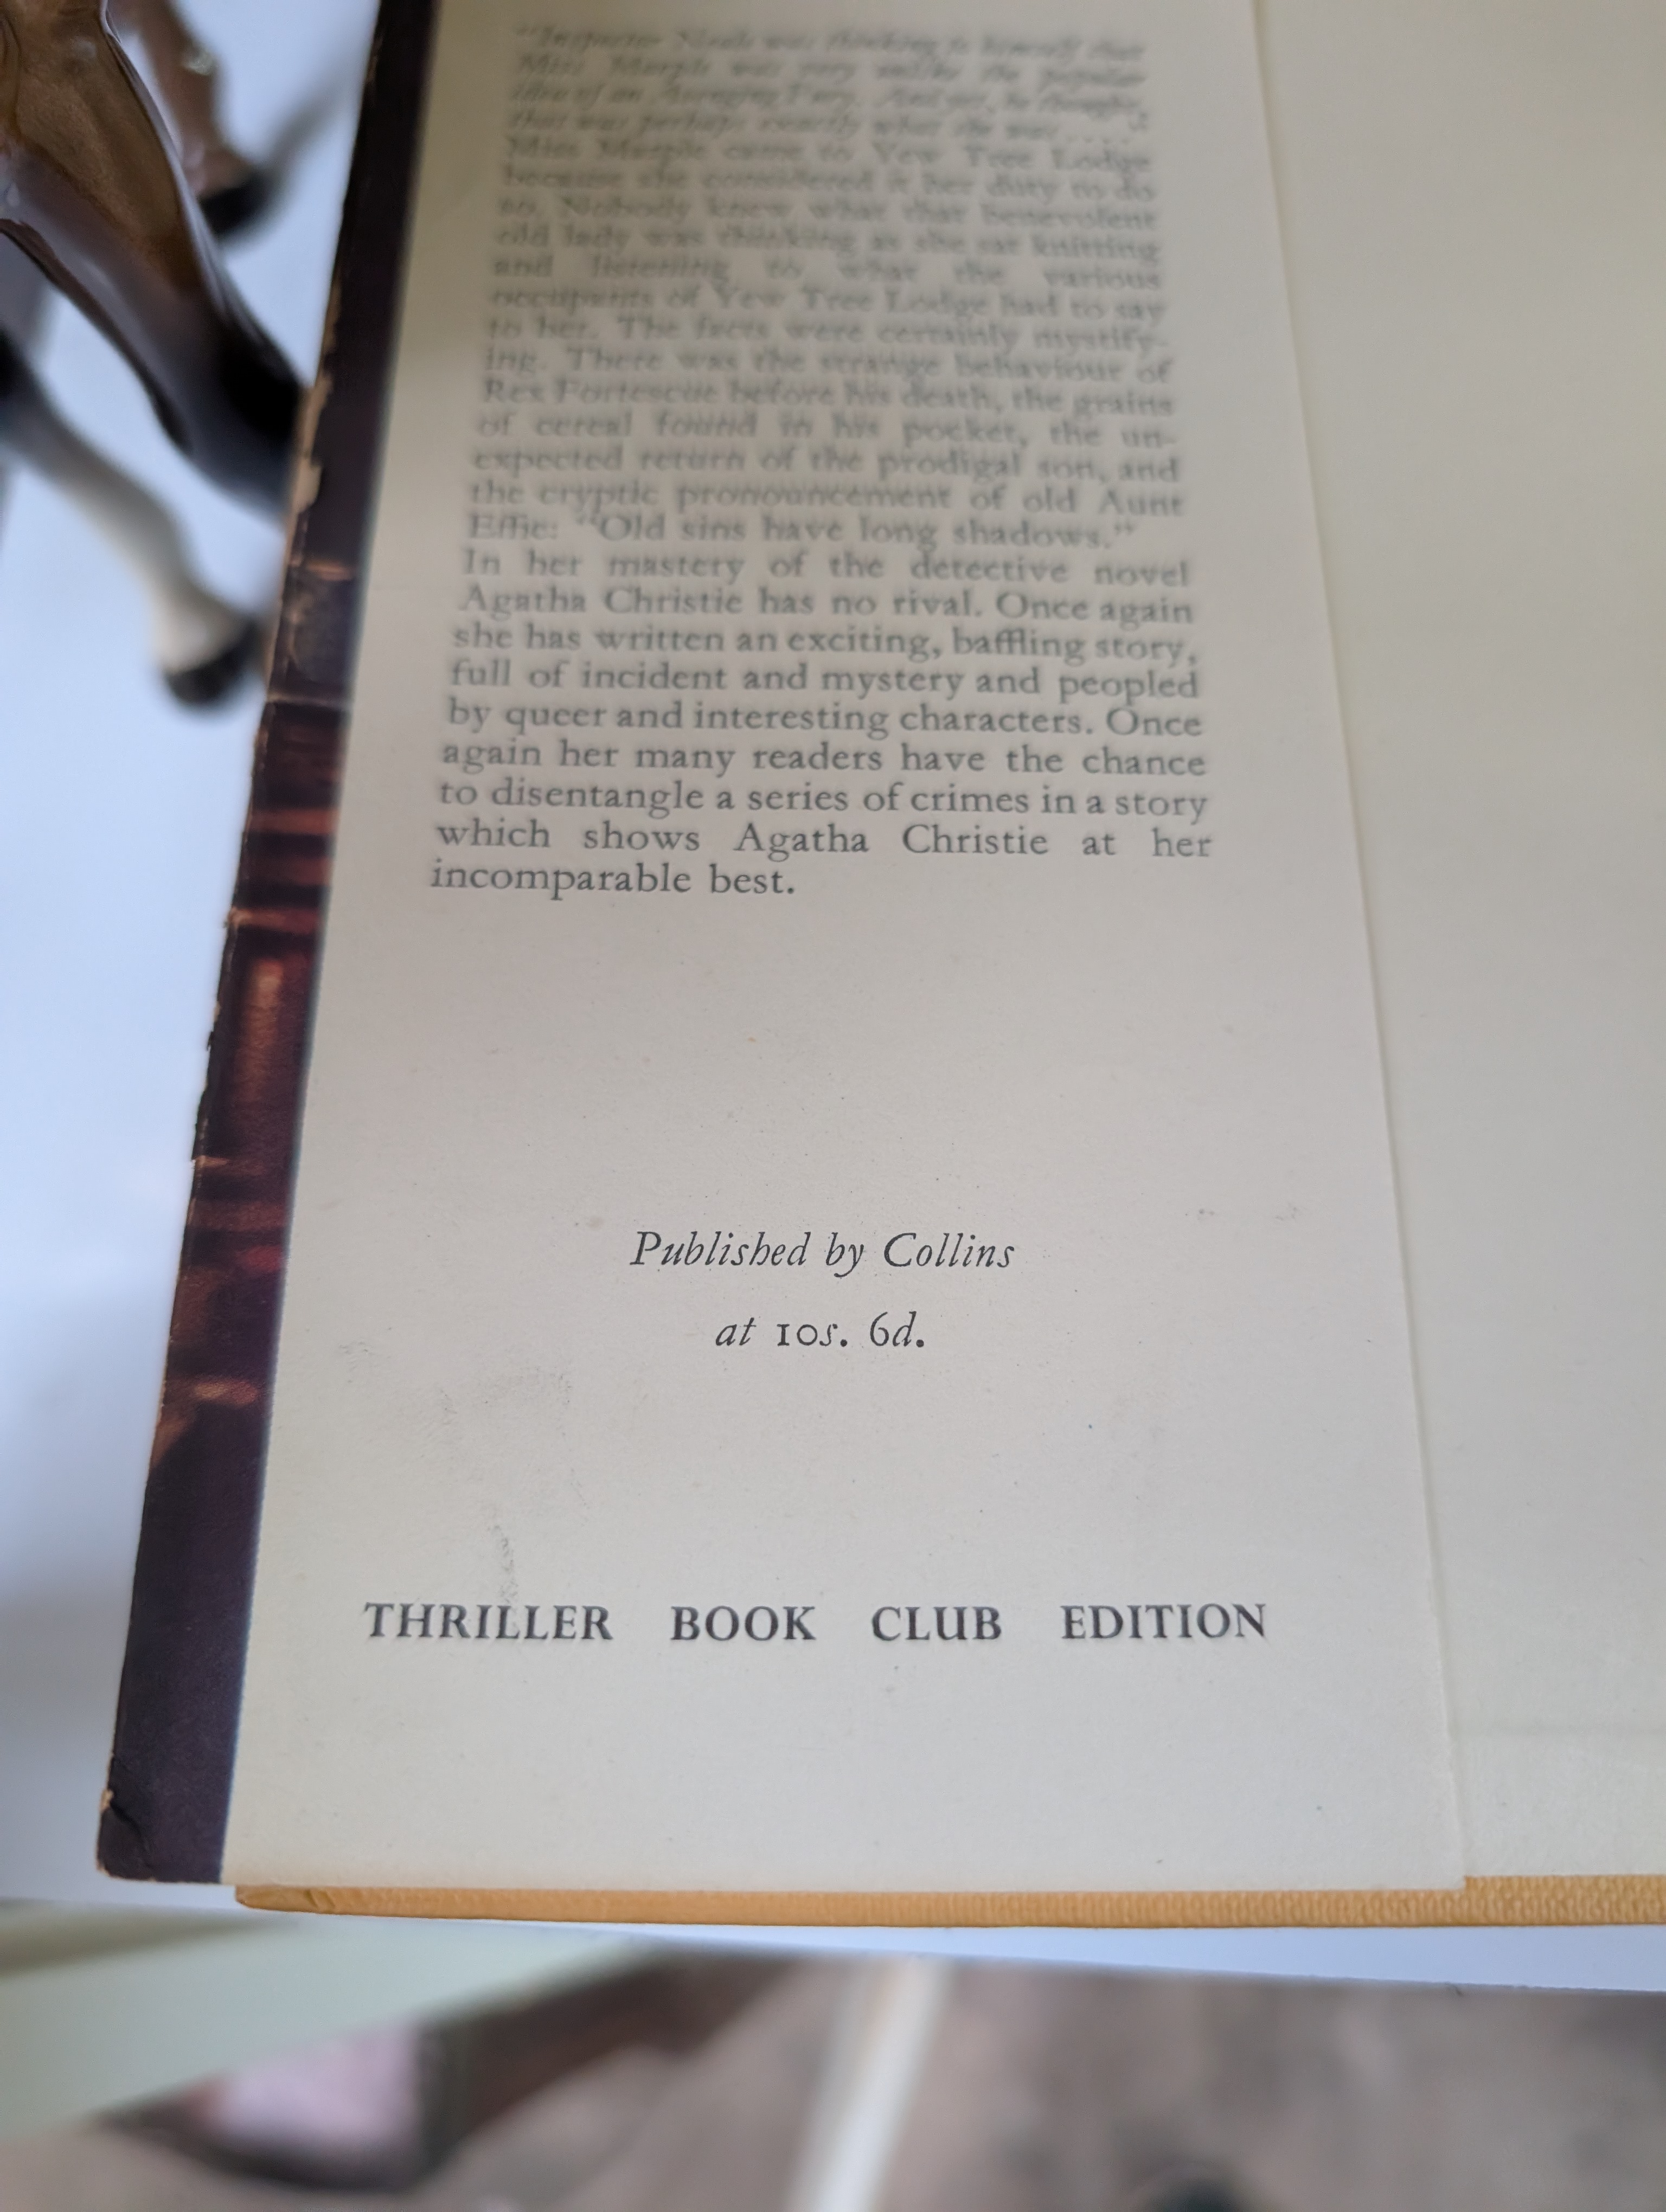 "Inspector Neele was thinking to himself that
Miss Marple was very unlike the popular
idea of an Avenging Fury. And yet, he thought,
that was perhaps exactly what she was . . . . ."
Miss Marple came to Yew Tree Lodge
because she considered it her duty to do
so. Nobody knew what that benevolent
old lady was thinking as she sat knitting
and listening to what the various
occupants of Yew Tree Lodge had to say
to her. The facts were certainly mystify-
ing. There was the strange behaviour of
Rex Fortescue before his death, the grains
of cereal found in his pocket, the un-
expected return of the prodigal son, and
the cryptic pronouncement of old Aunt
Effie: "Old sins have long shadows."
In her mastery of the detective novel
Agatha Christie has no rival. Once again
she has written an exciting, baffling story,
full of incident and mystery and peopled
by queer and interesting characters. Once
again her many readers have the chance
to disentangle a series of crimes in a story
which shows Agatha Christie at her
incomparable best.
Published by Collins
at 10s. 6d.
THRILLER BOOK CLUB EDITION